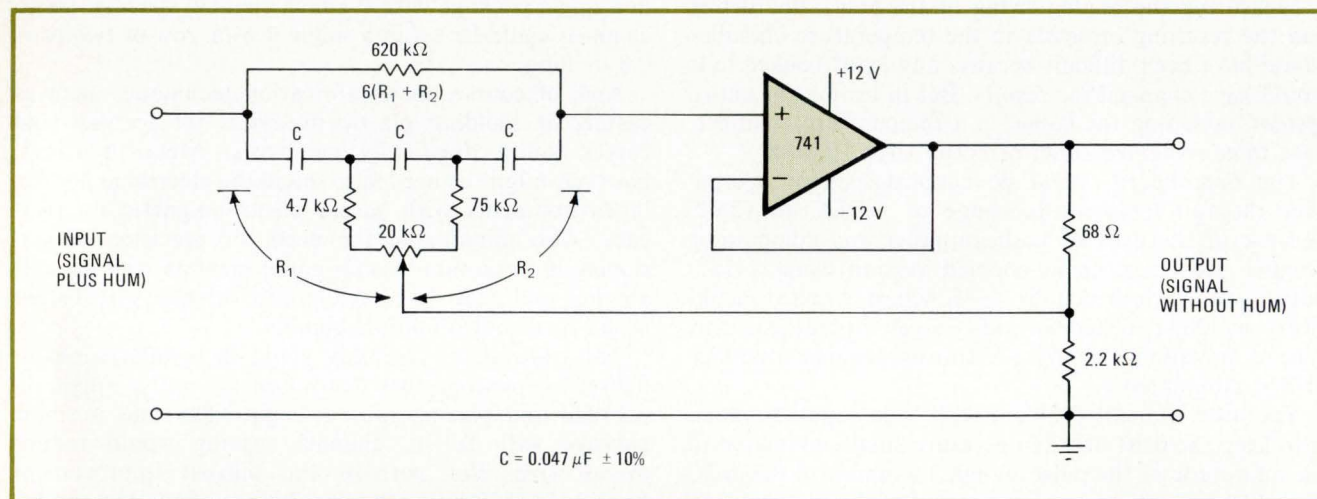 620 kΩ
6(R1 + R2)
C
C
C
4.7 kΩ
75 kΩ
20 kΩ
R1
R2
INPUT
(SIGNAL
PLUS HUM)
+
741
−
+12 V
−12 V
68 Ω
2.2 kΩ
OUTPUT
(SIGNAL
WITHOUT HUM)
C = 0.047 μF ±10%